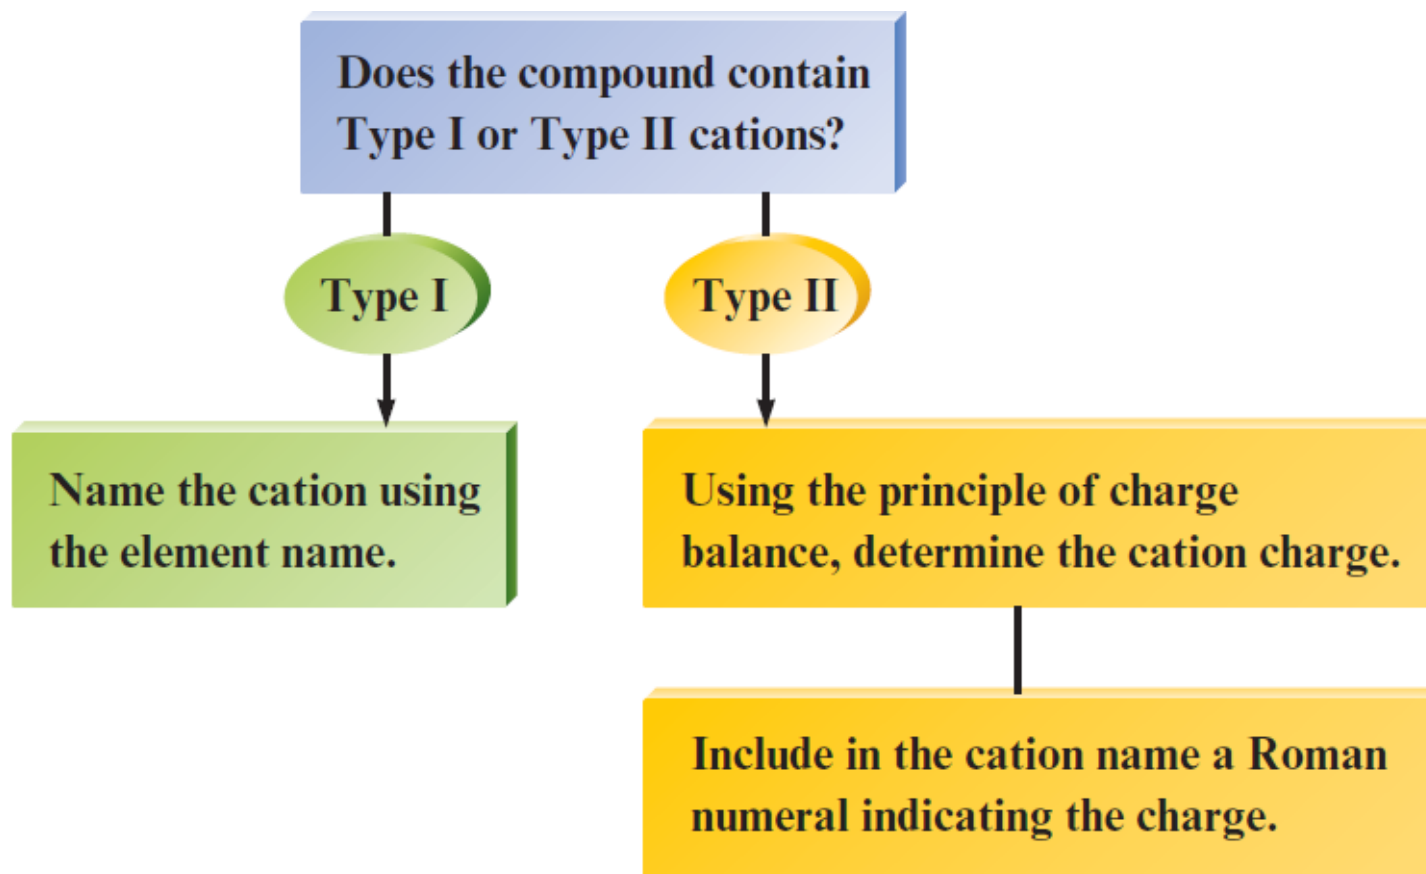 Does the compound contain
Type I or Type II cations?
Type I
Type II
Name the cation using
the element name.
Using the principle of charge
balance, determine the cation charge.
Include in the cation name a Roman
numeral indicating the charge.